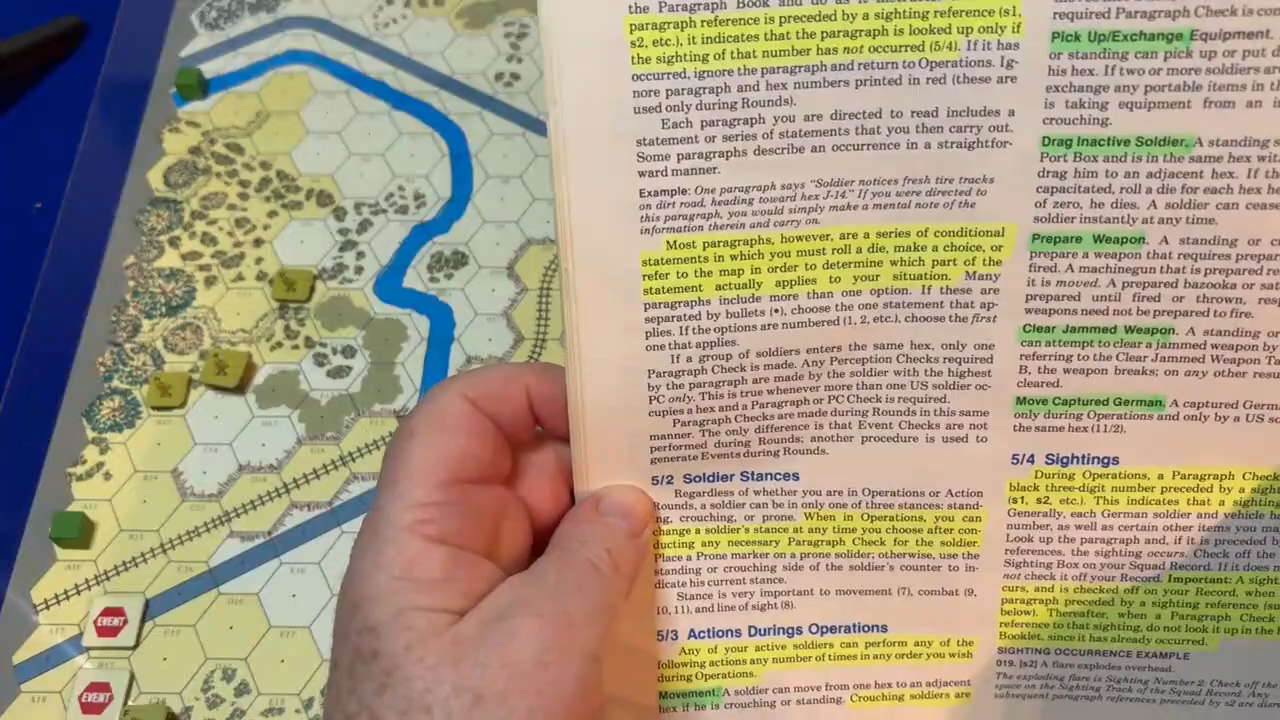 the Paragraph Book and do as it
paragraph reference is preceded by a sighting reference (s1,
s2, etc.), it indicates that the paragraph is looked up only if
the sighting of that number has not occurred (5/4). If it has
occurred, ignore the paragraph and return to Operations. Ig-
nore paragraph and hex numbers printed in red (these are
used only during Rounds).
Each paragraph you are directed to read includes a
statement or series of statements that you then carry out.
Some paragraphs describe an occurrence in a straightfor-
ward manner.
Example: One paragraph says "Soldier notices fresh tire tracks
on dirt road, heading toward hex J-14." If you were directed to
this paragraph, you would simply make a mental note of the
information therein and carry on.
Most paragraphs, however, are a series of conditional
statements in which you must roll a die, make a choice, or
refer to the map in order to determine which part of the
statement actually applies to your situation. Many
paragraphs include more than one option. If these are
separated by bullets (•), choose the one statement that ap-
plies. If the options are numbered (1, 2, etc.), choose the first
one that applies.
If a group of soldiers enters the same hex, only one
Paragraph Check is made. Any Perception Checks required
by the paragraph are made by the soldier with the highest
PC only. This is true whenever more than one US soldier oc-
cupies a hex and a Paragraph or PC Check is required.
Paragraph Checks are made during Rounds in this same
manner. The only difference is that Event Checks are not
performed during Rounds; another procedure is used to
generate Events during Rounds.
5/2 Soldier Stances
Regardless of whether you are in Operations or Action
Rounds, a soldier can be in only one of three stances: stand-
ing, crouching, or prone. When in Operations, you can
change a soldier's stance at any time you choose after con-
ducting any necessary Paragraph Check for the soldier.
Place a Prone marker on a prone solider; otherwise, use the
standing or crouching side of the soldier's counter to in-
dicate his current stance.
Stance is very important to movement (7), combat (9,
10, 11), and line of sight (8).
5/3 Actions Durings Operations
Any of your active soldiers can perform any of the
following actions any number of times in any order you wish
during Operations.
Movement. A soldier can move from one hex to an adjacent
hex if he is crouching or standing. Crouching soldiers are
required Paragraph Check is con
Pick Up/Exchange Equipment.
or standing can pick up or put d
his hex. If two or more soldiers ar
exchange any portable items in th
is taking equipment from an i
crouching.
Drag Inactive Soldier. A standing s
Port Box and is in the same hex wit
drag him to an adjacent hex. If th
capacitated, roll a die for each hex he
of zero, he dies. A soldier can cease
soldier instantly at any time.
Prepare Weapon. A standing or c
prepare a weapon that requires prepar
fired. A machinegun that is prepared re
it is moved. A prepared bazooka or sat
prepared until fired or thrown, res
weapons need not be prepared to fire.
Clear Jammed Weapon. A standing or
can attempt to clear a jammed weapon by
referring to the Clear Jammed Weapon Ta
B, the weapon breaks; on any other resu
cleared.
Move Captured German. A captured Germ
only during Operations and only by a US so
the same hex (11/2).
5/4 Sightings
During Operations, a Paragraph Check
black three-digit number preceded by a sigh
(s1, s2, etc.). This indicates that a sighting
Generally, each German soldier and vehicle ha
number, as well as certain other items you ma
Look up the paragraph and, if it is preceded b
references, the sighting occurs. Check off the
Sighting Box on your Squad Record. If it does n
not check it off your Record. Important: A sight
curs, and is checked off on your Record, when
paragraph preceded by a sighting reference (su
below). Thereafter, when a Paragraph Check
reference to that sighting, do not look it up in the
Booklet, since it has already occurred.
SIGHTING OCCURRENCE EXAMPLE
019. [s2] A flare explodes overhead.
The exploding flare is Sighting Number 2: Check off the
space on the Sighting Track of the Squad Record. Any
subsequent paragraph references preceded by s2 are disre
EVENT
EVENT